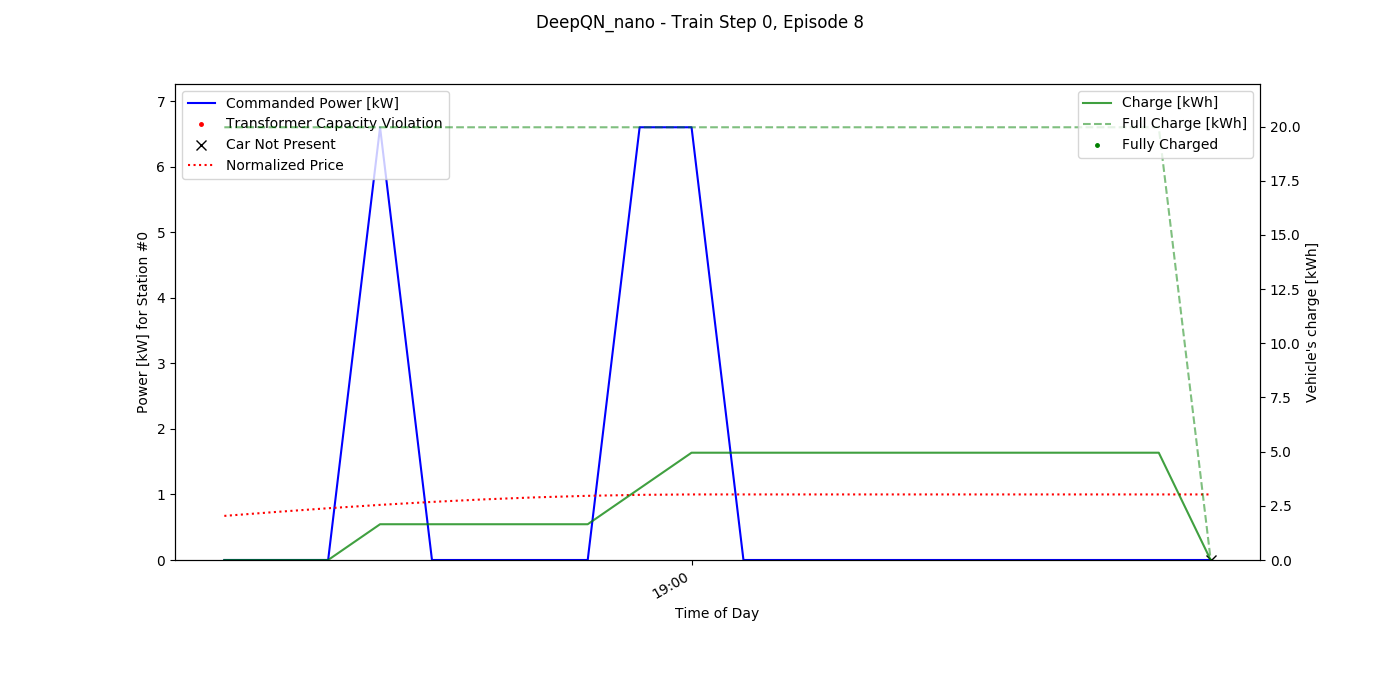 DeepQN_nano - Train Step 0, Episode 8
Commanded Power [kW]
Transformer Capacity Violation
Car Not Present
Normalized Price
Charge [kWh]
Full Charge [kWh]
Fully Charged
Power [kW] for Station #0
7
6
5
4
3
2
1
0
20.0
17.5
15.0
12.5
10.0
7.5
5.0
2.5
0.0
Vehicle's charge [kWh]
19:00
Time of Day